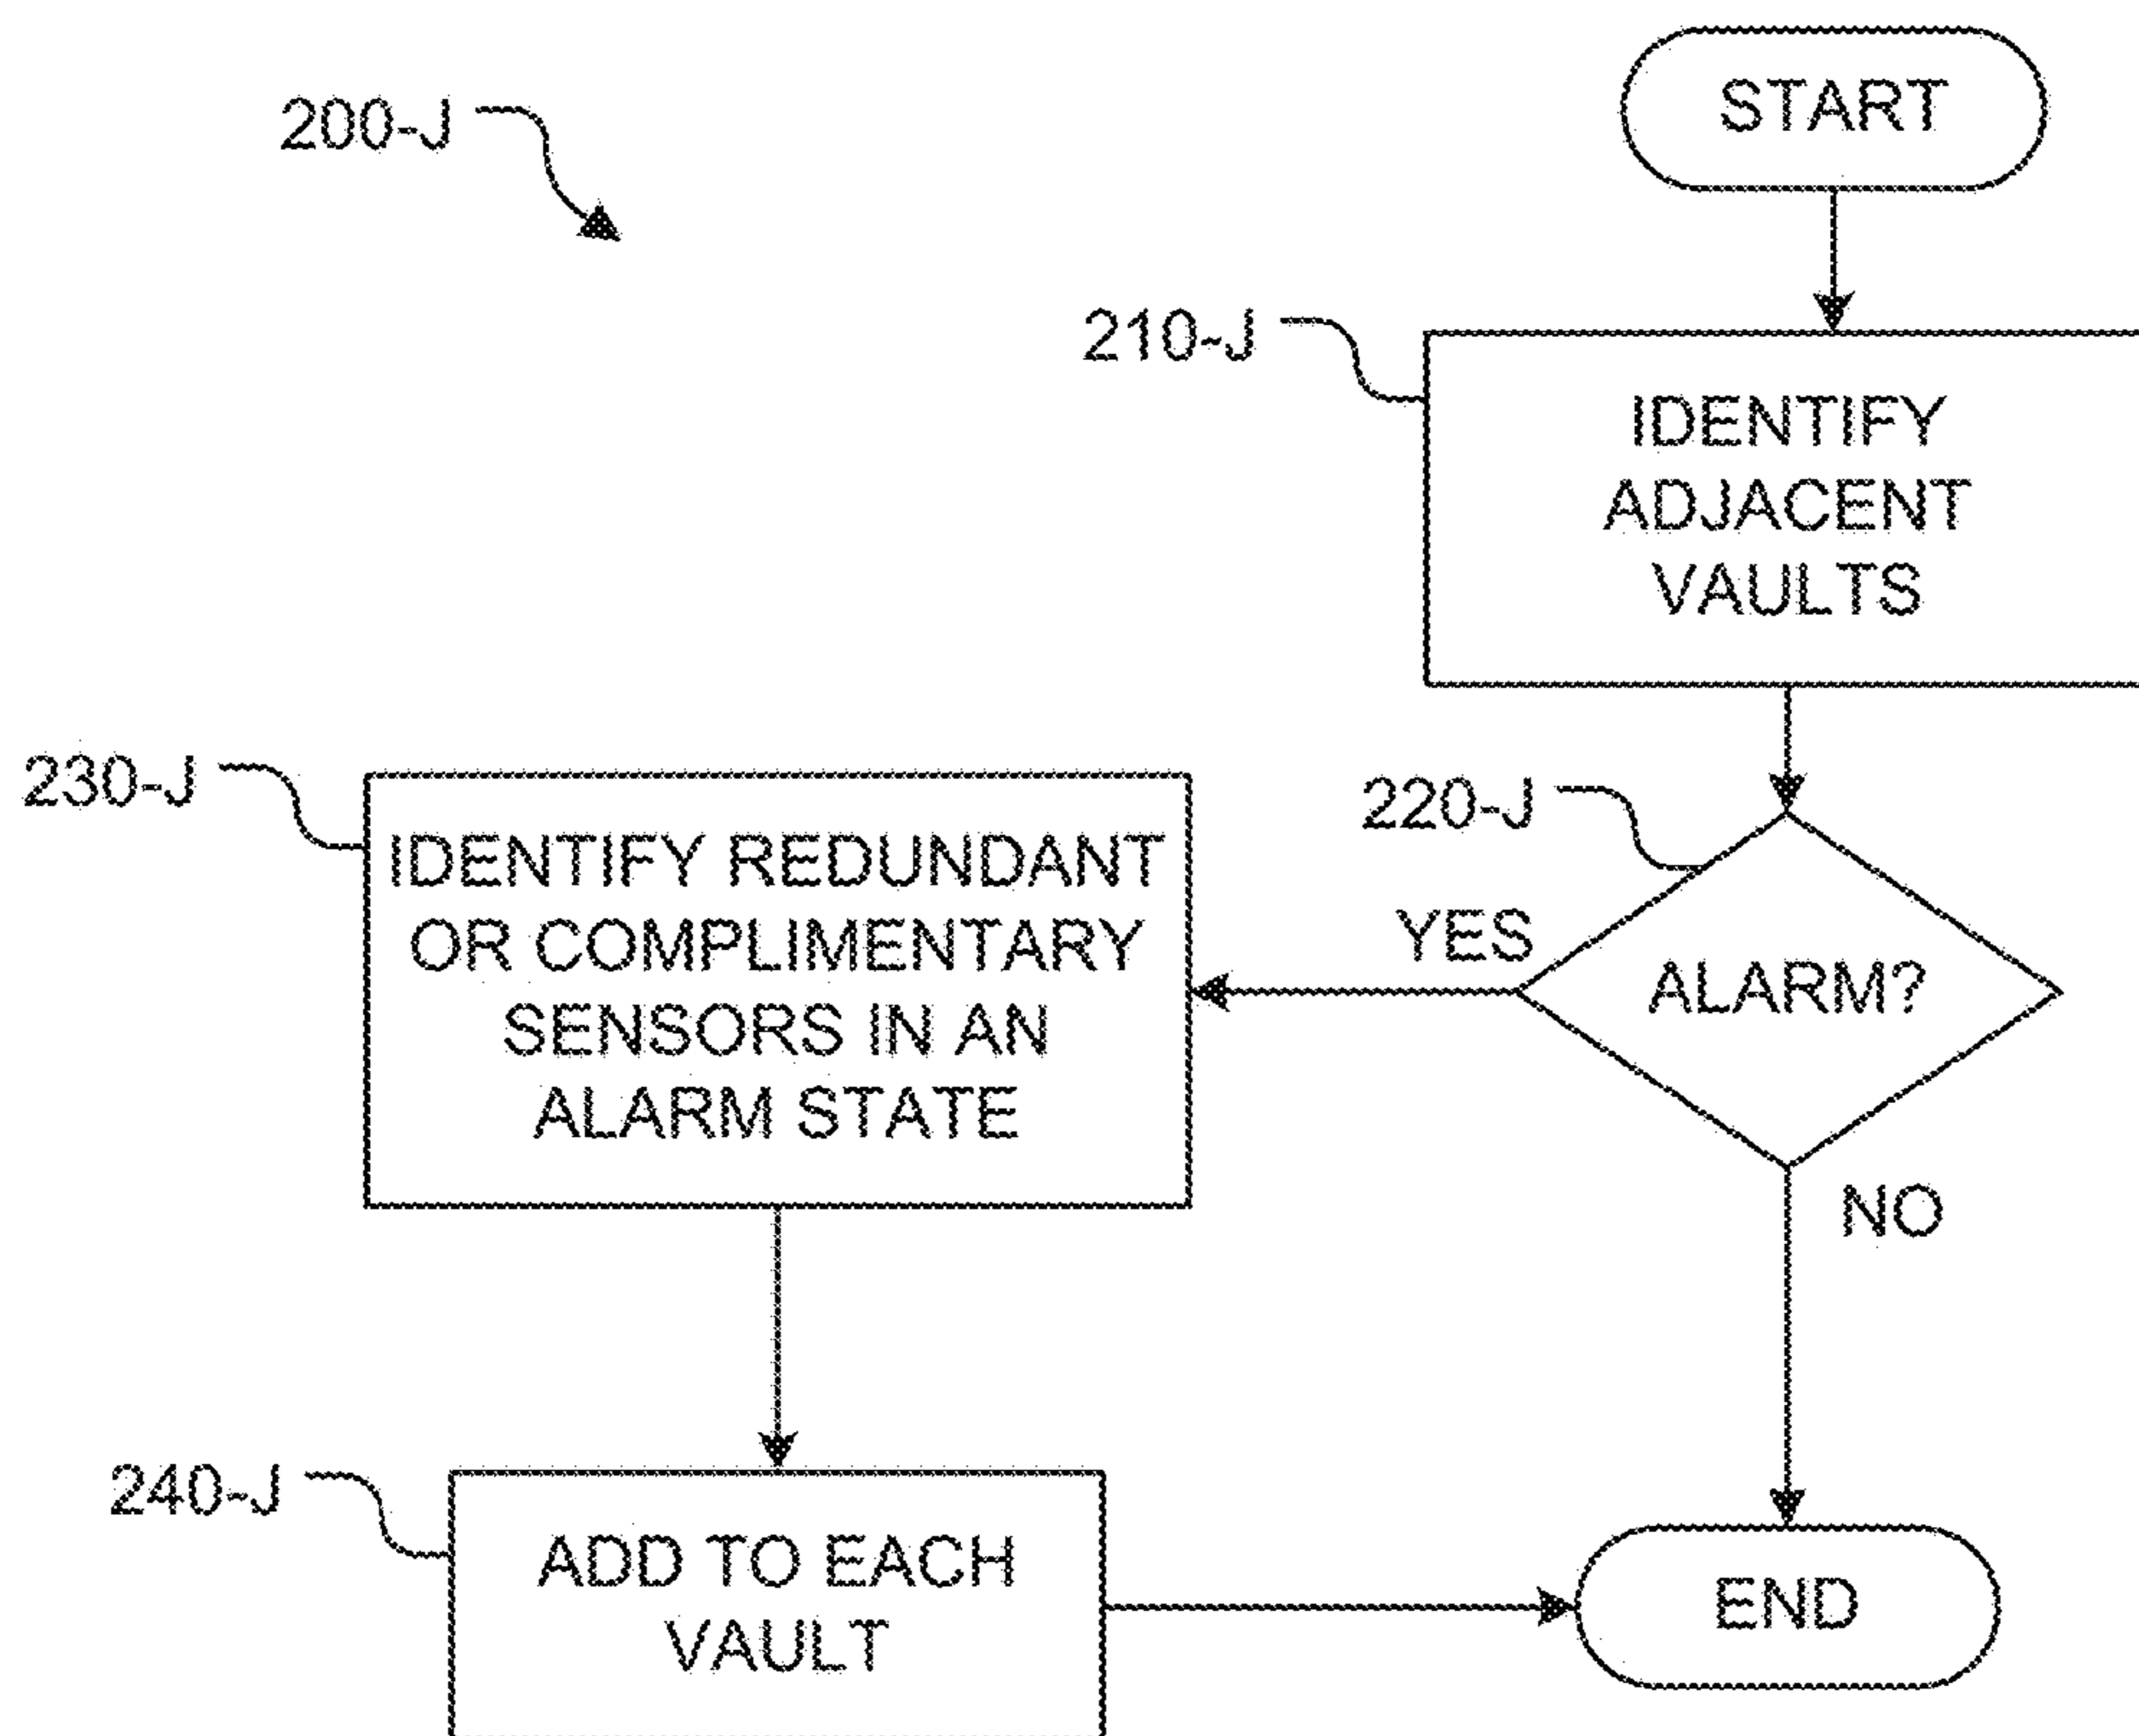 200-J
START
210-J
IDENTIFY
ADJACENT
VAULTS
220-J
ALARM?
YES
NO
230-J
IDENTIFY REDUNDANT
OR COMPLIMENTARY
SENSORS IN AN
ALARM STATE
240-J
ADD TO EACH
VAULT
END